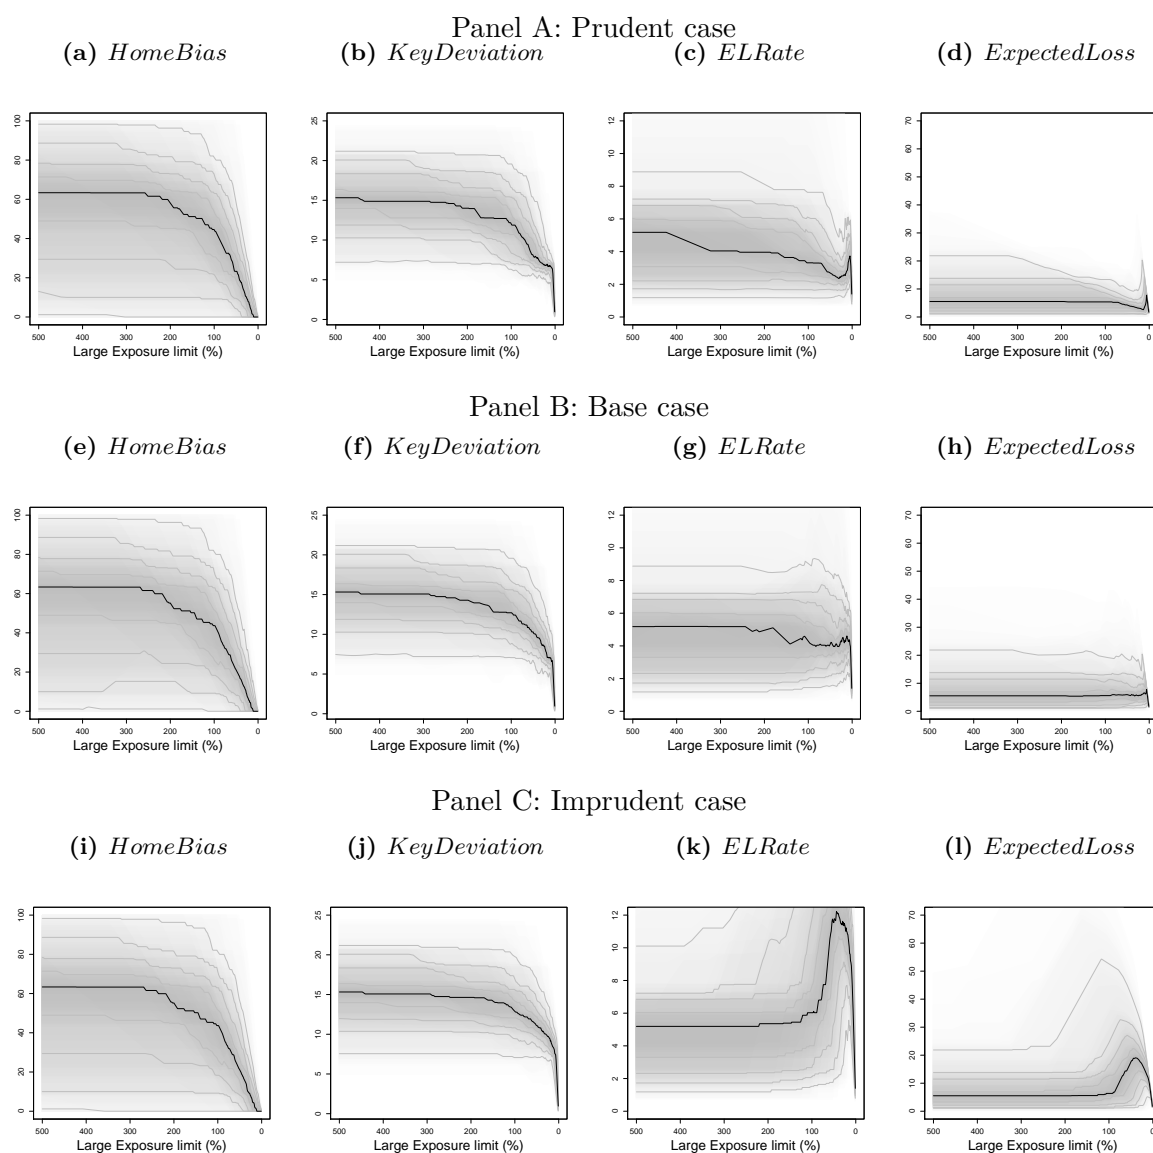 Panel A: Prudent case
(a) HomeBias (b) KeyDeviation (c) ELRate (d) ExpectedLoss
100 80 60 40 20 0
25 20 15 10 5 0
12 10 8 6 4 2 0
70 60 50 40 30 20 10 0
500 400 300 200 100 0 500 400 300 200 100 0 500 400 300 200 100 0 500 400 300 200 100 0
Large Exposure limit (%) Large Exposure limit (%) Large Exposure limit (%) Large Exposure limit (%)
Panel B: Base case
(e) HomeBias (f) KeyDeviation (g) ELRate (h) ExpectedLoss
100 80 60 40 20 0
25 20 15 10 5 0
12 10 8 6 4 2 0
70 60 50 40 30 20 10 0
500 400 300 200 100 0 500 400 300 200 100 0 500 400 300 200 100 0 500 400 300 200 100 0
Large Exposure limit (%) Large Exposure limit (%) Large Exposure limit (%) Large Exposure limit (%)
Panel C: Imprudent case
(i) HomeBias (j) KeyDeviation (k) ELRate (l) ExpectedLoss
100 80 60 40 20 0
25 20 15 10 5 0
12 10 8 6 4 2 0
70 60 50 40 30 20 10 0
500 400 300 200 100 0 500 400 300 200 100 0 500 400 300 200 100 0 500 400 300 200 100 0
Large Exposure limit (%) Large Exposure limit (%) Large Exposure limit (%) Large Exposure limit (%)